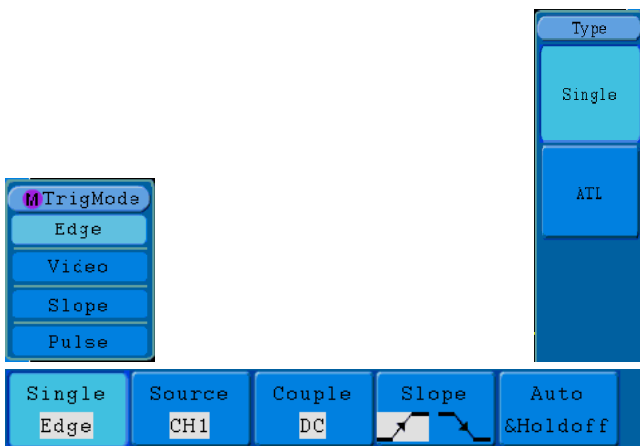 Type
Single
ATL
M TrigMode
Edge
Video
Slope
Pulse
Single Source Couple Slope Auto
Edge CH1 DC &Holdoff